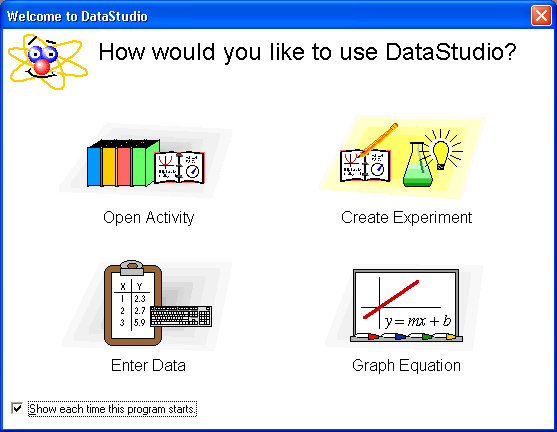 Welcome to DataStudio
How would you like to use DataStudio?
Open Activity
Create Experiment
X Y
1 2.3
2 2.7
3 5.9
y = mx + b
Enter Data
Graph Equation
Show each time this program starts.